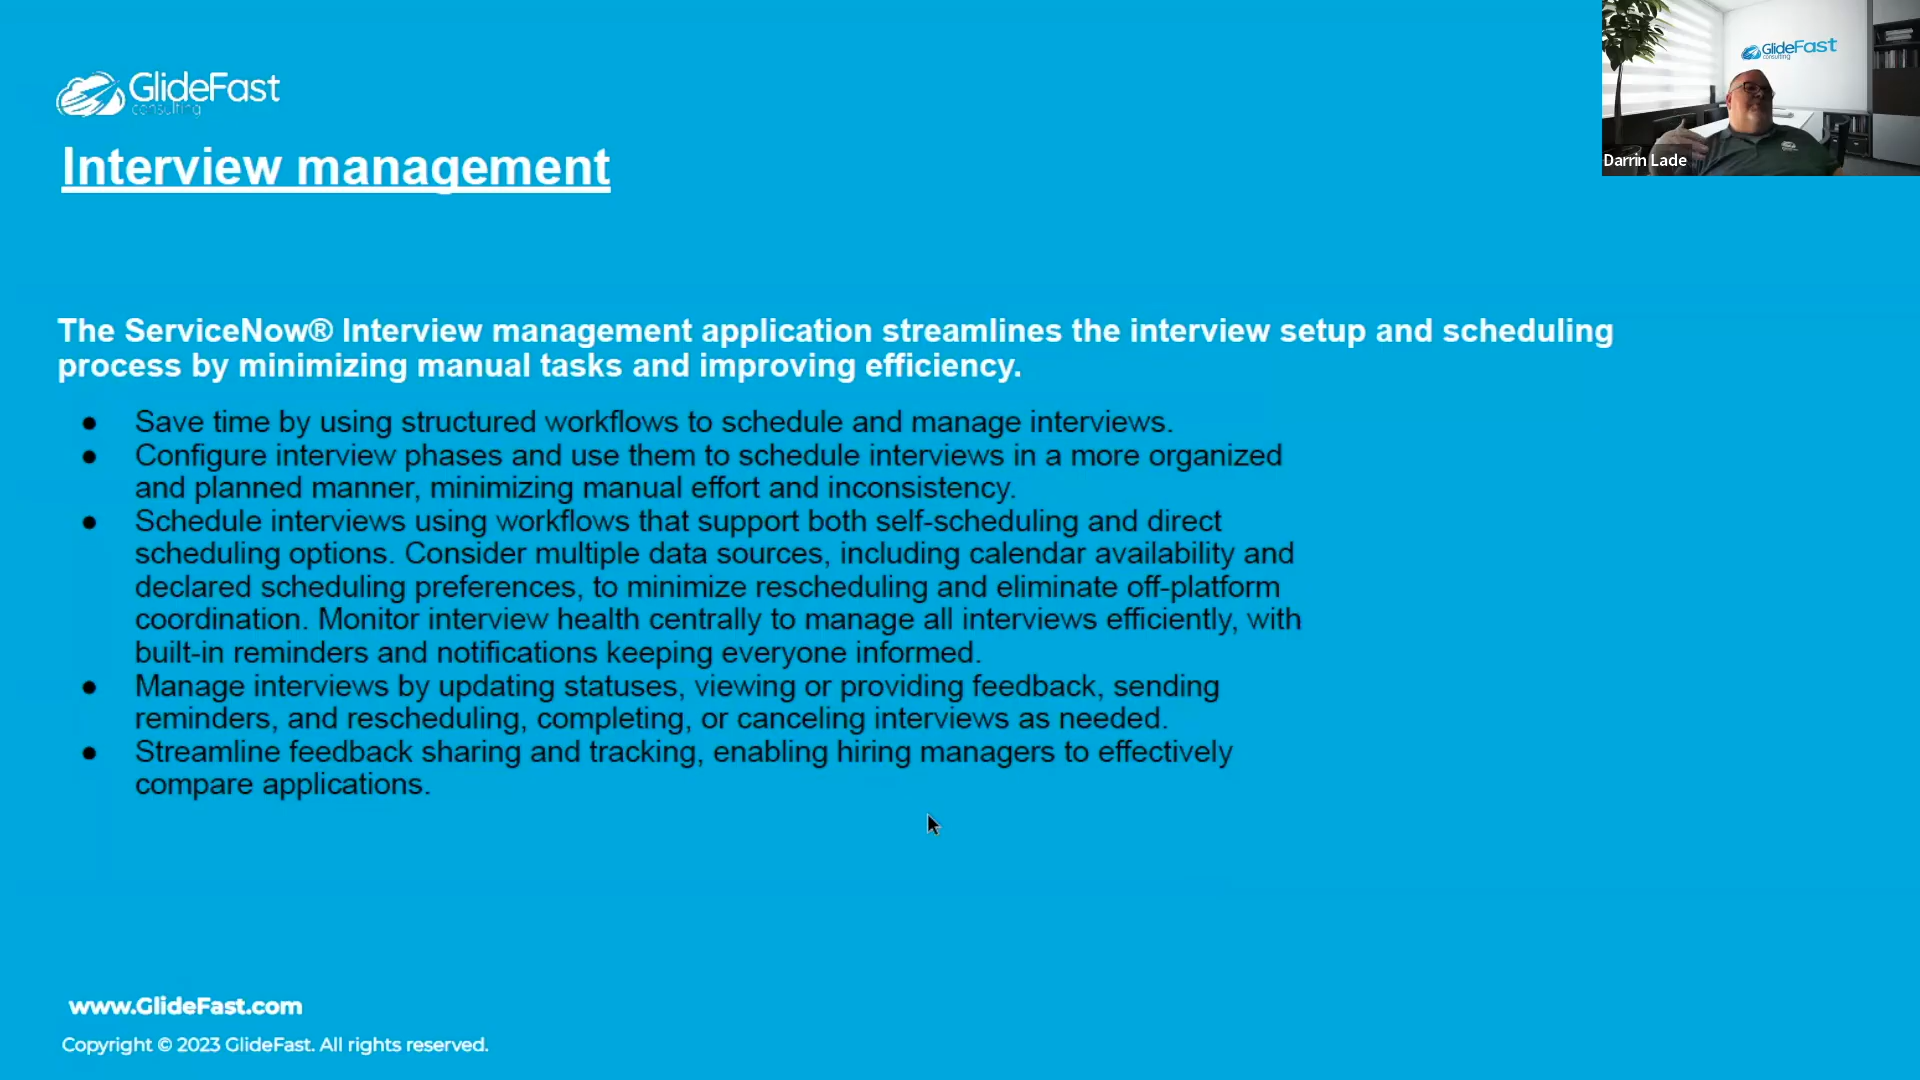 GlideFast
consulting
Interview management
The ServiceNow® Interview management application streamlines the interview setup and scheduling
process by minimizing manual tasks and improving efficiency.
● Save time by using structured workflows to schedule and manage interviews.
● Configure interview phases and use them to schedule interviews in a more organized
and planned manner, minimizing manual effort and inconsistency.
● Schedule interviews using workflows that support both self-scheduling and direct
scheduling options. Consider multiple data sources, including calendar availability and
declared scheduling preferences, to minimize rescheduling and eliminate off-platform
coordination. Monitor interview health centrally to manage all interviews efficiently, with
built-in reminders and notifications keeping everyone informed.
● Manage interviews by updating statuses, viewing or providing feedback, sending
reminders, and rescheduling, completing, or canceling interviews as needed.
● Streamline feedback sharing and tracking, enabling hiring managers to effectively
compare applications.
www.GlideFast.com
Copyright © 2023 GlideFast. All rights reserved.
GlideFast
consulting
Darrin Lade